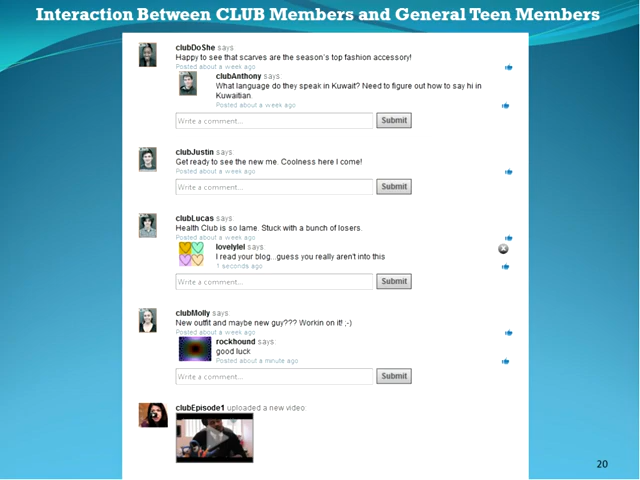 Interaction Between CLUB Members and General Teen Members
clubDoShe says
Happy to see that scarves are the season's top fashion accessory!
Posted about a week ago
clubAnthony says:
What language do they speak in Kuwait? Need to figure out how to say hi in
Kuwaitian.
Posted about a week ago
Write a comment...
Submit
clubJustin says:
Get ready to see the new me. Coolness here I come!
Posted about a week ago
Write a comment...
Submit
clubLucas says:
Health Club is so lame. Stuck with a bunch of losers.
Posted about a week ago
lovelylel says:
I read your blog...guess you really aren't into this
1 seconds ago
Write a comment...
Submit
clubMolly says:
New outfit and maybe new guy??? Workin on it! ;-)
Posted about a week ago
rockhound says:
good luck
Posted about a minute ago
Write a comment...
Submit
clubEpisode1 uploaded a new video:
20